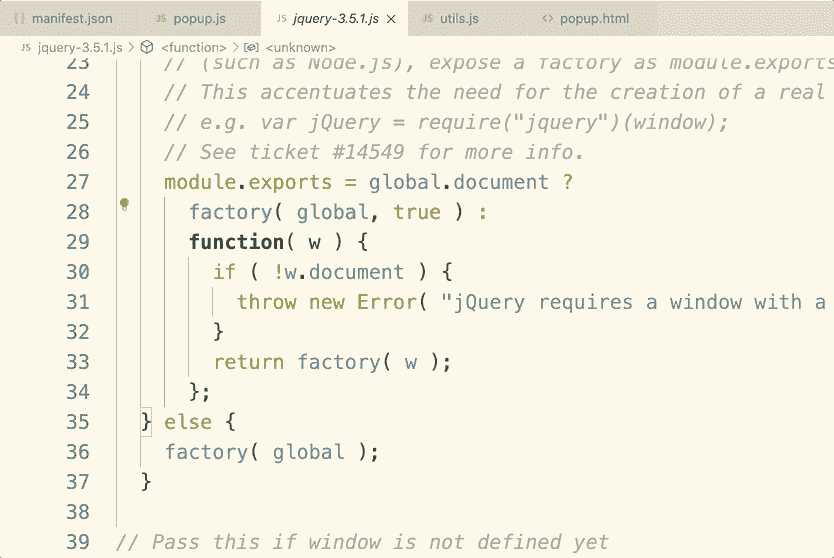 manifest.json popup.js jquery-3.5.1.js utils.js popup.html
jquery-3.5.1.js > <function> > <unknown>
23 // (such as Node.js), expose a factory as module.exports
24 // This accentuates the need for the creation of a real
25 // e.g. var jQuery = require("jquery")(window);
26 // See ticket #14549 for more info.
27 module.exports = global.document ?
28 factory( global, true ) :
29 function( w ) {
30 if ( !w.document ) {
31 throw new Error( "jQuery requires a window with a
32 }
33 return factory( w );
34 };
35 } else {
36 factory( global );
37 }
38
39 // Pass this if window is not defined yet